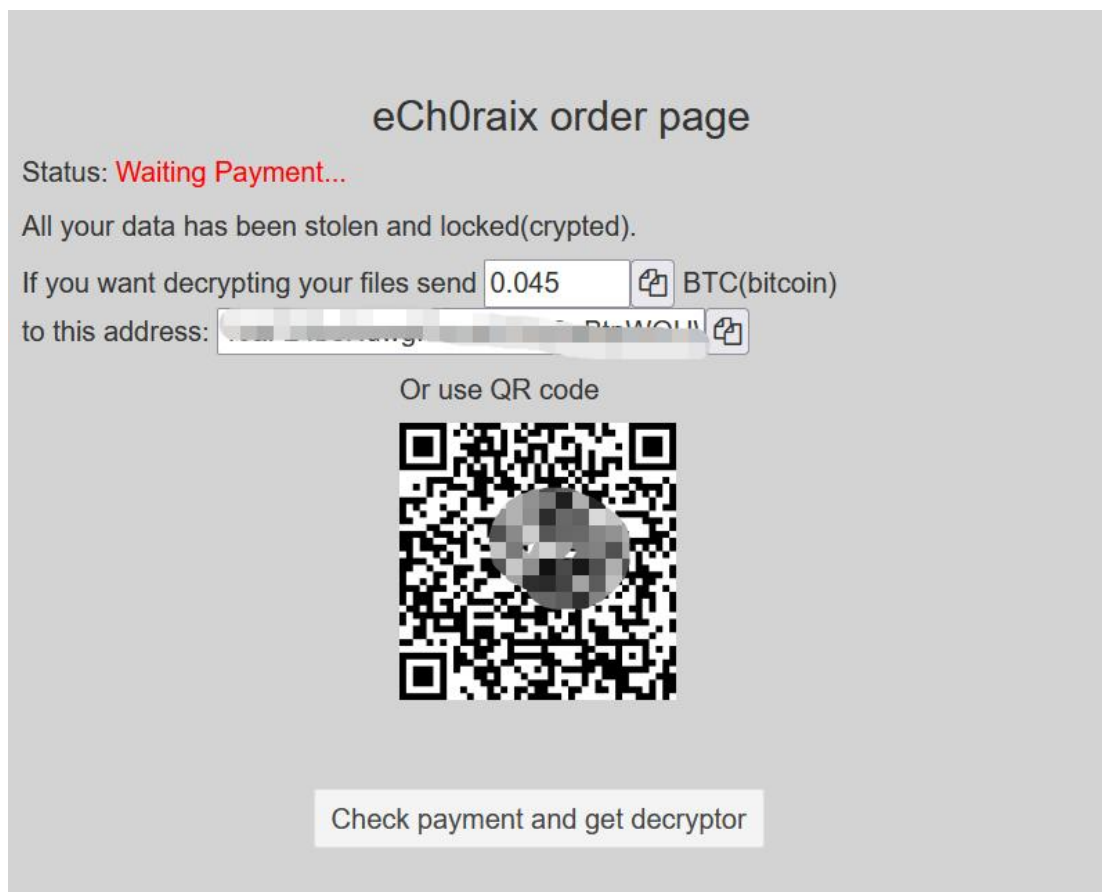 eCh0raix order page
Status: Waiting Payment...
All your data has been stolen and locked(crypted).
If you want decrypting your files send 0.045 BTC(bitcoin)
to this address:
Or use QR code
Check payment and get decryptor